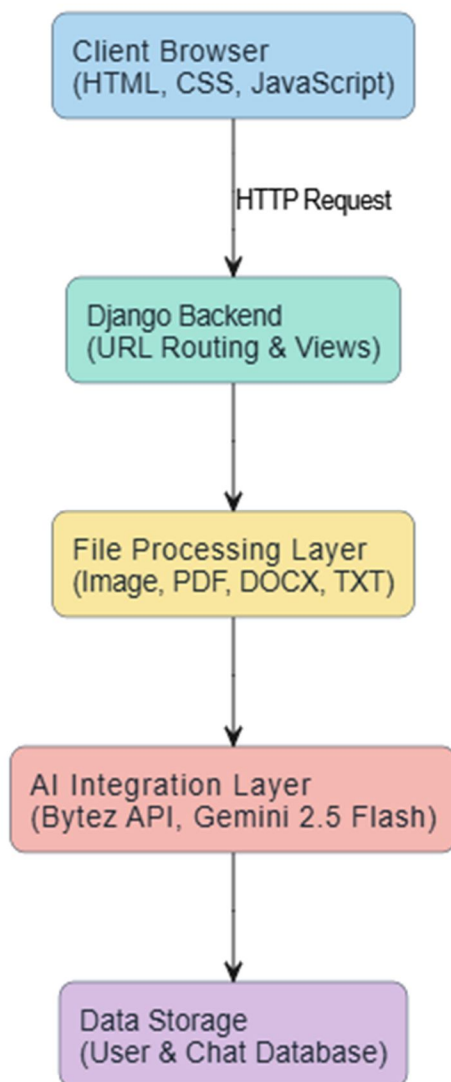 Client Browser
(HTML, CSS, JavaScript)
HTTP Request
Django Backend
(URL Routing & Views)
File Processing Layer
(Image, PDF, DOCX, TXT)
AI Integration Layer
(Bytez API, Gemini 2.5 Flash)
Data Storage
(User & Chat Database)